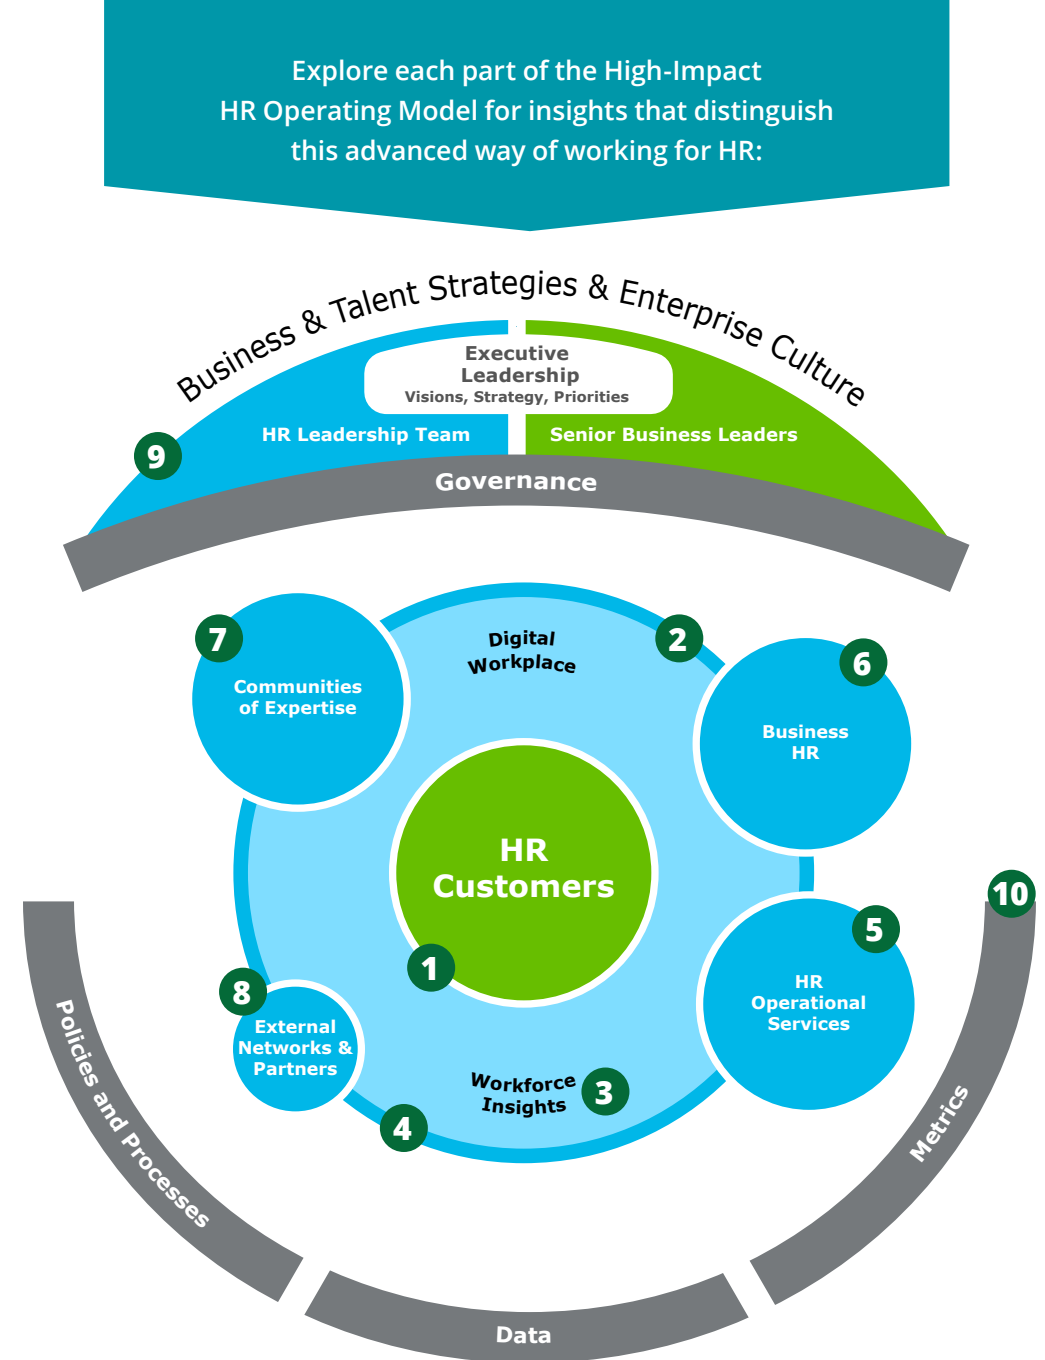 Explore each part of the High-Impact
HR Operating Model for insights that distinguish
this advanced way of working for HR:
Business & Talent Strategies & Enterprise Culture
Executive
Leadership
Visions, Strategy, Priorities
HR Leadership Team
Senior Business Leaders
9
Governance
7
Communities
of Expertise
Digital
Workplace
2
6
Business
HR
HR
Customers
1
10
5
HR
Operational
Services
8
External
Networks &
Partners
Workforce
Insights
3
4
Policies and Processes
Metrics
Data